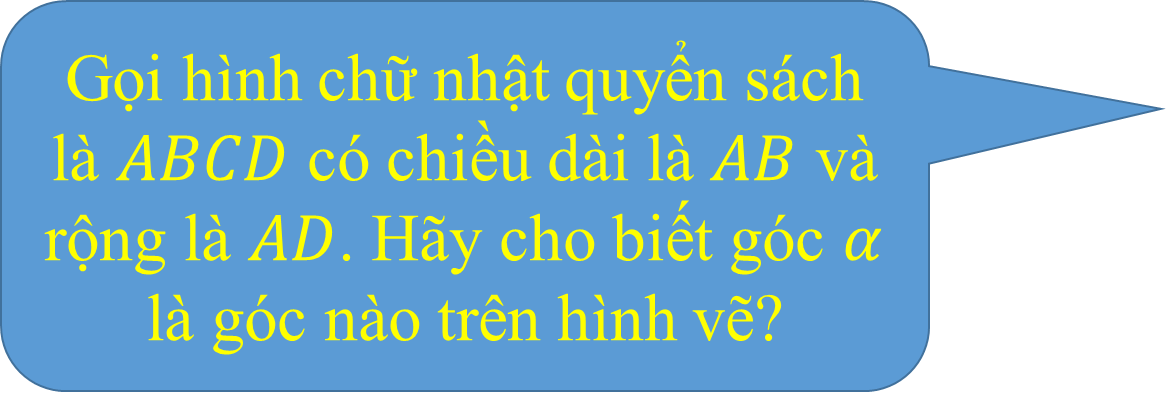 Gọi hình chữ nhật quyển sách
là ABCD có chiều dài là AB và
rộng là AD. Hãy cho biết góc α
là góc nào trên hình vẽ?